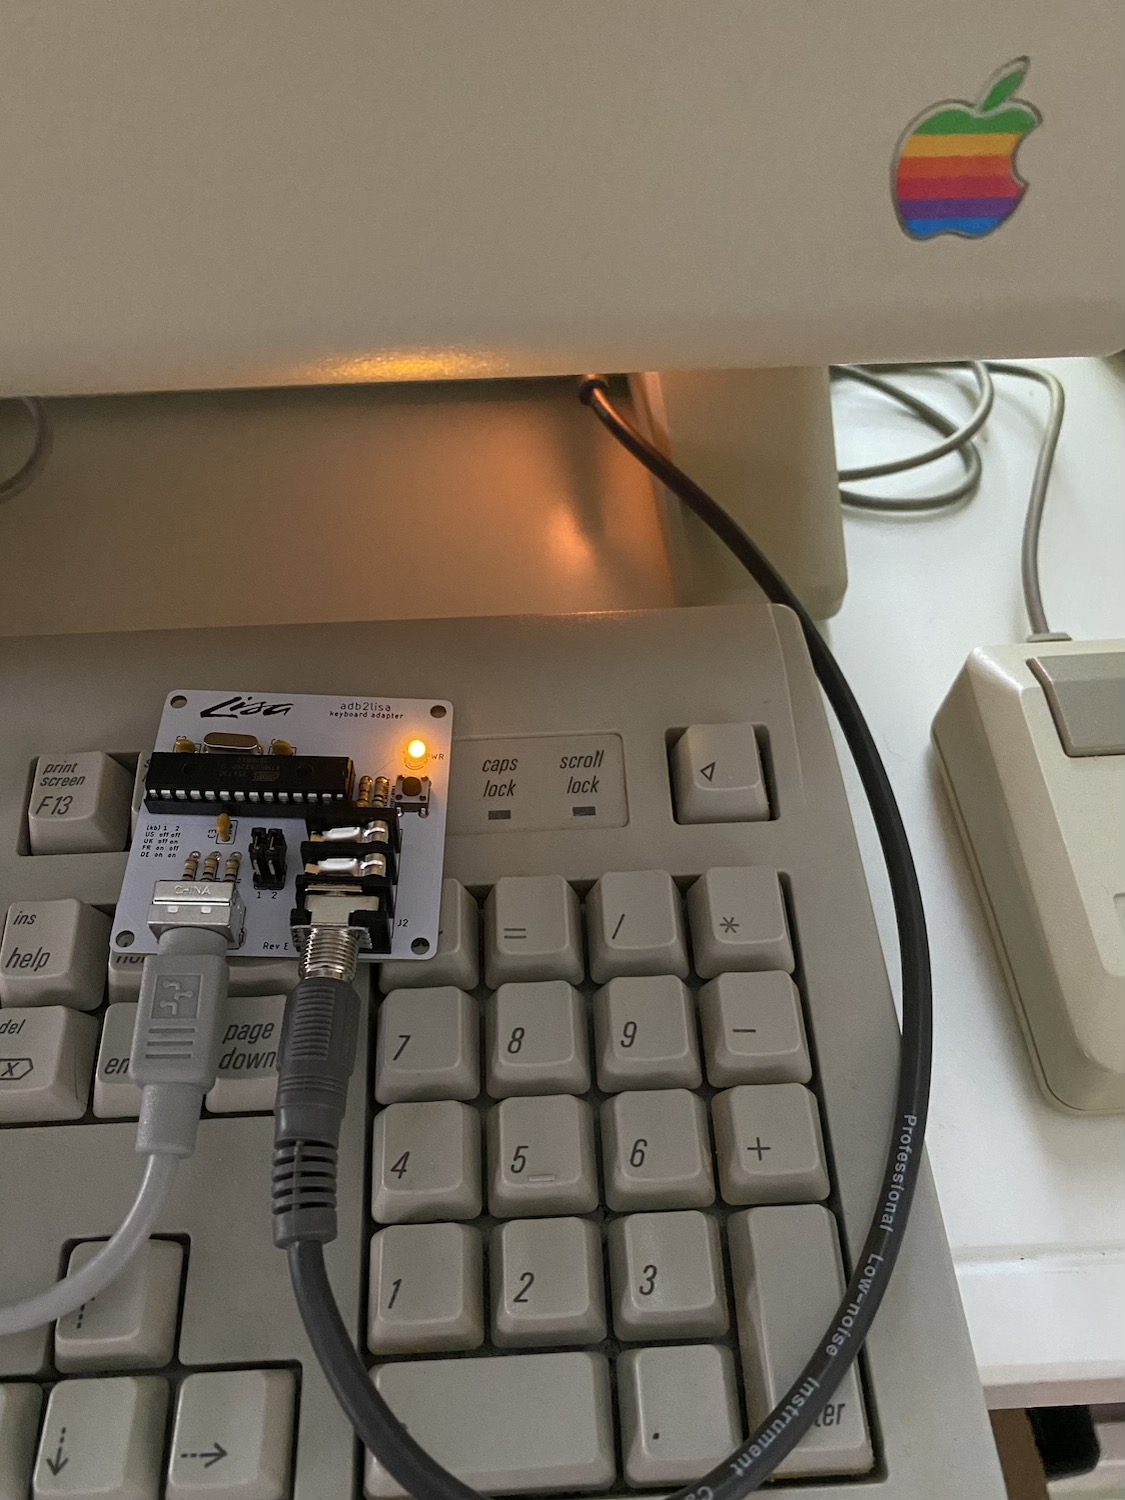 Lisa
adb2lisa
keyboard adapter
(kb) 1 2
US off off
UK off on
FR on off
DE on on
CHINA
1 2
J2
Rev E
print
screen
F13
caps
lock
scroll
lock
ins
help
=
/
*
del
page
down
7
8
9
−
4
5
6
+
1
2
3
.
Professional Low-noise Instrument